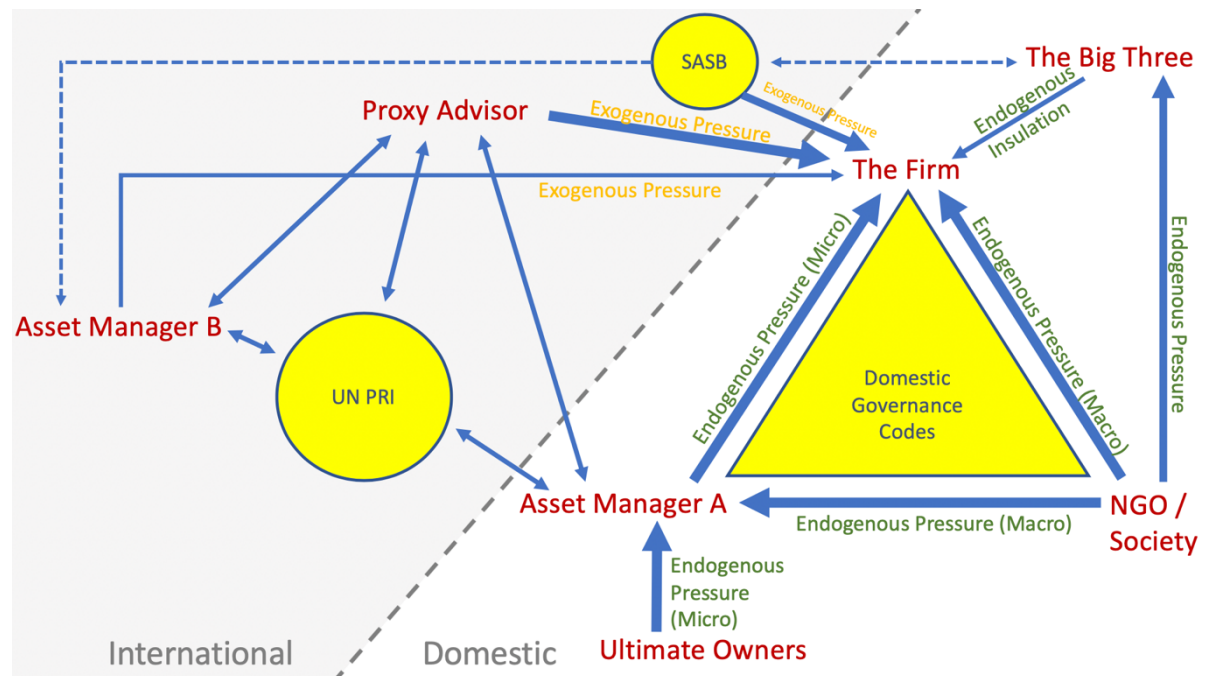 SASB
The Big Three
Proxy Advisor
Exogenous Pressure
Exogenous Pressure
Endogenous
Insulation
The Firm
Exogenous Pressure
Endogenous Pressure (Micro)
Endogenous Pressure (Macro)
Endogenous Pressure
Asset Manager B
UN PRI
Domestic
Governance
Codes
Asset Manager A
Endogenous Pressure (Macro)
NGO /
Society
Endogenous
Pressure
(Micro)
Ultimate Owners
International
Domestic